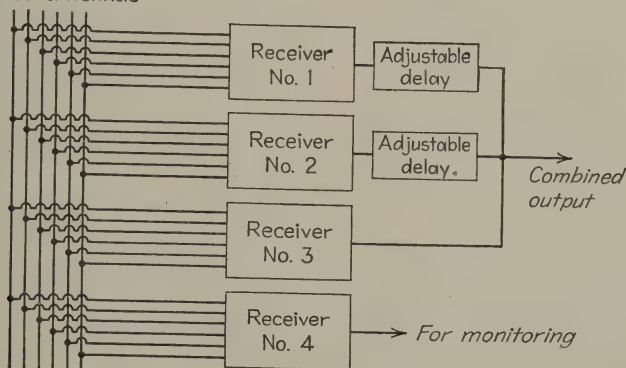 Receiver
No. 1
Adjustable
delay
Receiver
No. 2
Adjustable
delay.
Combined
output
Receiver
No. 3
Receiver
No. 4
For monitoring